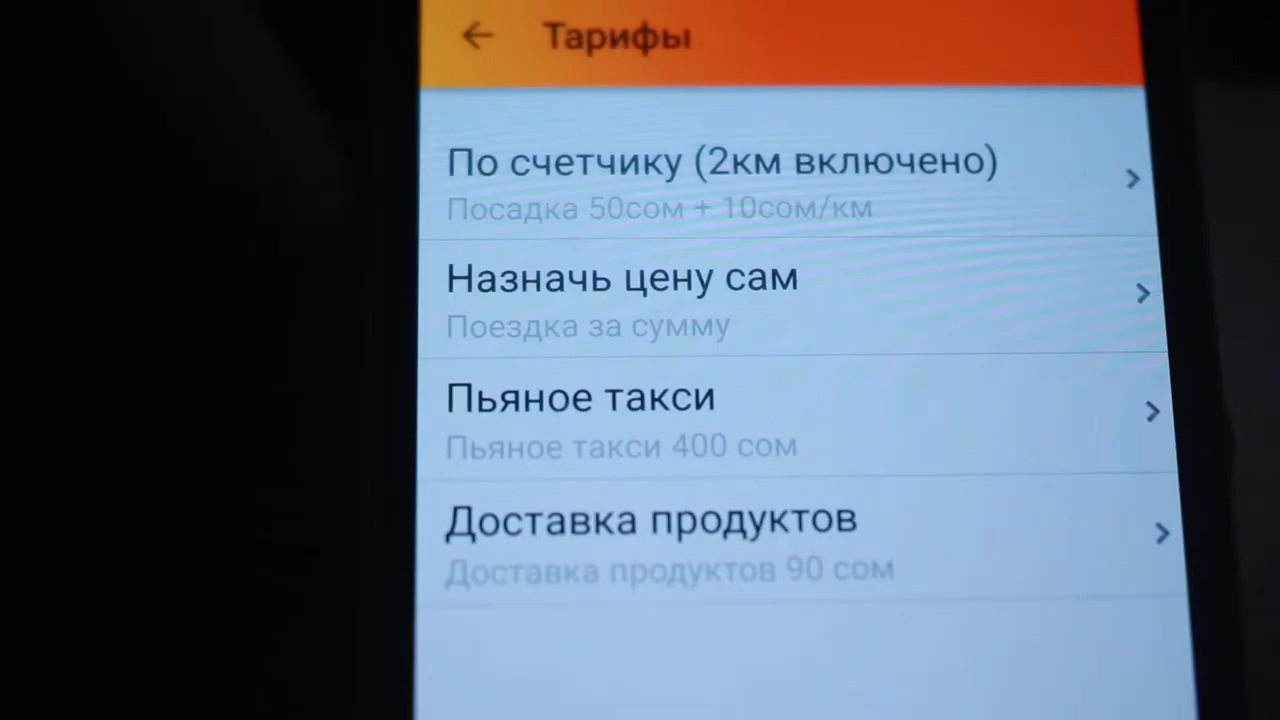 Тарифы
По счетчику (2км включено)
Посадка 50сом + 10сом/км
Назначь цену сам
Поездка за сумму
Пьяное такси
Пьяное такси 400 сом
Доставка продуктов
Доставка продуктов 90 сом